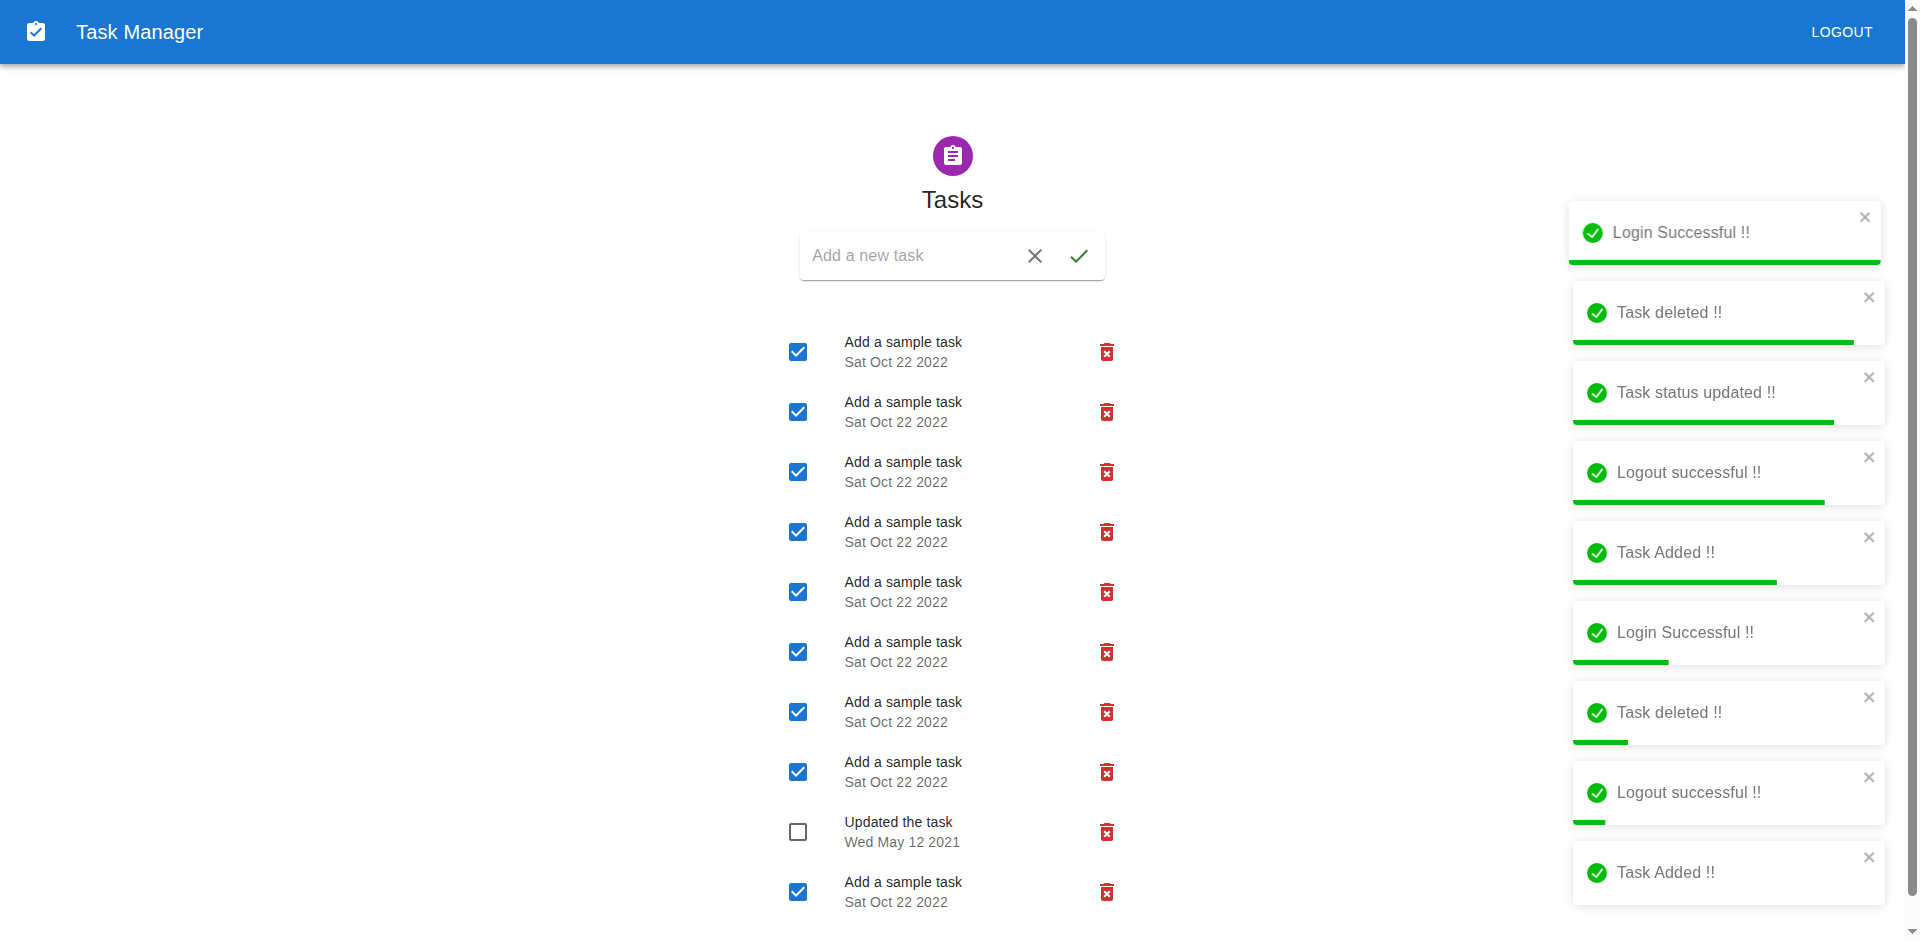 Task Manager
LOGOUT
Tasks
Add a new task
Add a sample task
Sat Oct 22 2022
Add a sample task
Sat Oct 22 2022
Add a sample task
Sat Oct 22 2022
Add a sample task
Sat Oct 22 2022
Add a sample task
Sat Oct 22 2022
Add a sample task
Sat Oct 22 2022
Add a sample task
Sat Oct 22 2022
Add a sample task
Sat Oct 22 2022
Updated the task
Wed May 12 2021
Add a sample task
Sat Oct 22 2022
Login Successful !!
Task deleted !!
Task status updated !!
Logout successful !!
Task Added !!
Login Successful !!
Task deleted !!
Logout successful !!
Task Added !!